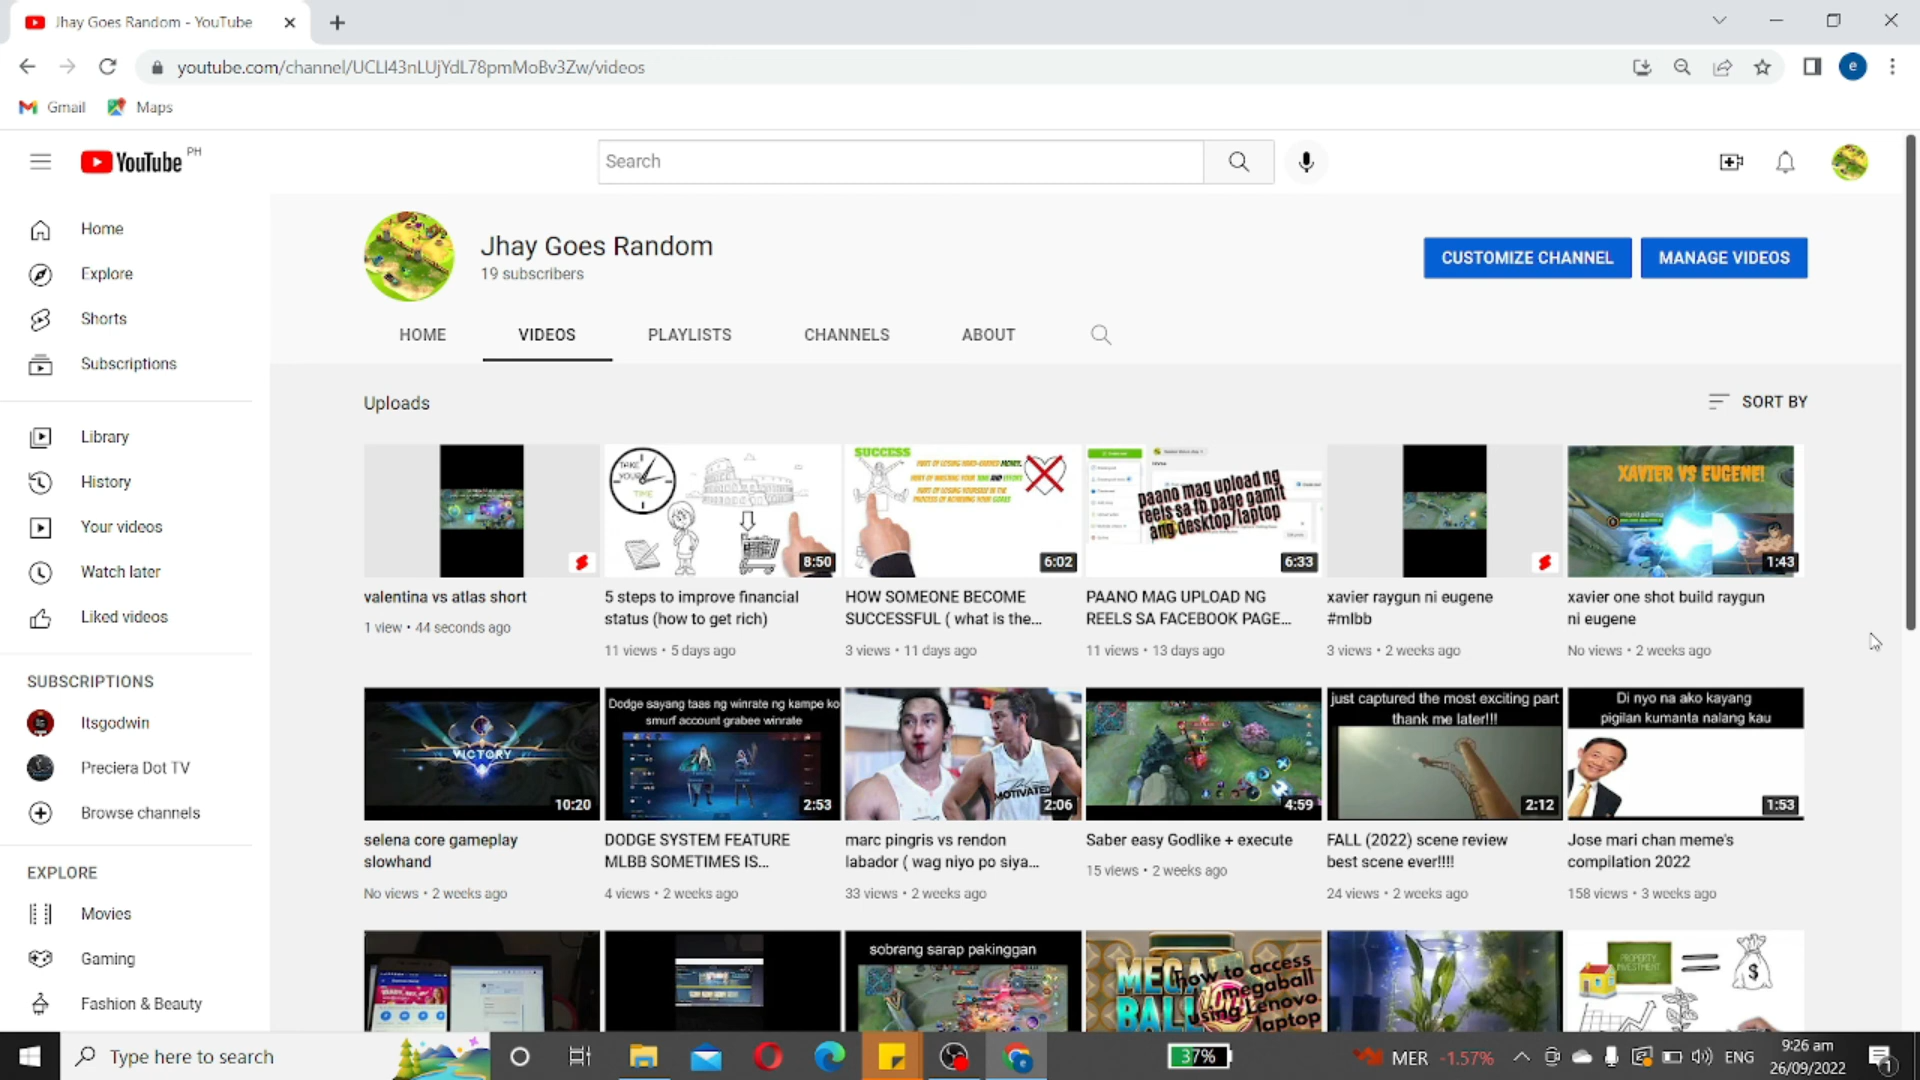 Jhay Goes Random - YouTube
youtube.com/channel/UCLI43nLUjYdL78pmMoBv3Zw/videos
e
Gmail Maps
YouTube PH
Search
Home
Explore
Shorts
Subscriptions
Library
History
Your videos
Watch later
Liked videos
SUBSCRIPTIONS
Itsgodwin
Preciera Dot TV
Browse channels
EXPLORE
Movies
Gaming
Fashion & Beauty
Jhay Goes Random
19 subscribers
CUSTOMIZE CHANNEL MANAGE VIDEOS
HOME VIDEOS PLAYLISTS CHANNELS ABOUT
Uploads
SORT BY
valentina vs atlas short
1 view • 44 seconds ago
TAKE
YOUR
TIME
8:50
5 steps to improve financial
status (how to get rich)
11 views • 5 days ago
SUCCESS
6:02
HOW SOMEONE BECOME
SUCCESSFUL ( what is the...
3 views • 11 days ago
paano mag upload ng
reels sa fb page gamit
ang desktop/laptop
6:33
PAANO MAG UPLOAD NG
REELS SA FACEBOOK PAGE...
11 views • 13 days ago
xavier raygun ni eugene
#mlbb
3 views • 2 weeks ago
XAVIER VS EUGENE!
1:43
xavier one shot build raygun
ni eugene
No views • 2 weeks ago
VICTORY
10:20
selena core gameplay
slowhand
No views • 2 weeks ago
Dodge sayang taas ng winrate ng kampe ko
smurf account grabee winrate
2:53
DODGE SYSTEM FEATURE
MLBB SOMETIMES IS...
4 views • 2 weeks ago
MOTIVATED
2:06
marc pingris vs rendon
labador ( wag niyo po siya...
33 views • 2 weeks ago
4:59
Saber easy Godlike + execute
15 views • 2 weeks ago
just captured the most exciting part
thank me later!!!
2:12
FALL (2022) scene review
best scene ever!!!!
24 views • 2 weeks ago
Di nyo na ako kayang
pigilan kumanta nalang kau
1:53
Jose mari chan meme's
compilation 2022
158 views • 3 weeks ago
sobrang sarap pakinggan
MEGA
BALL
how to access
megaball
using Lenovo
laptop
PROPERTY
INVESTMENT
Type here to search
37%
MER -1.57%
ENG
9:26 am
26/09/2022
1